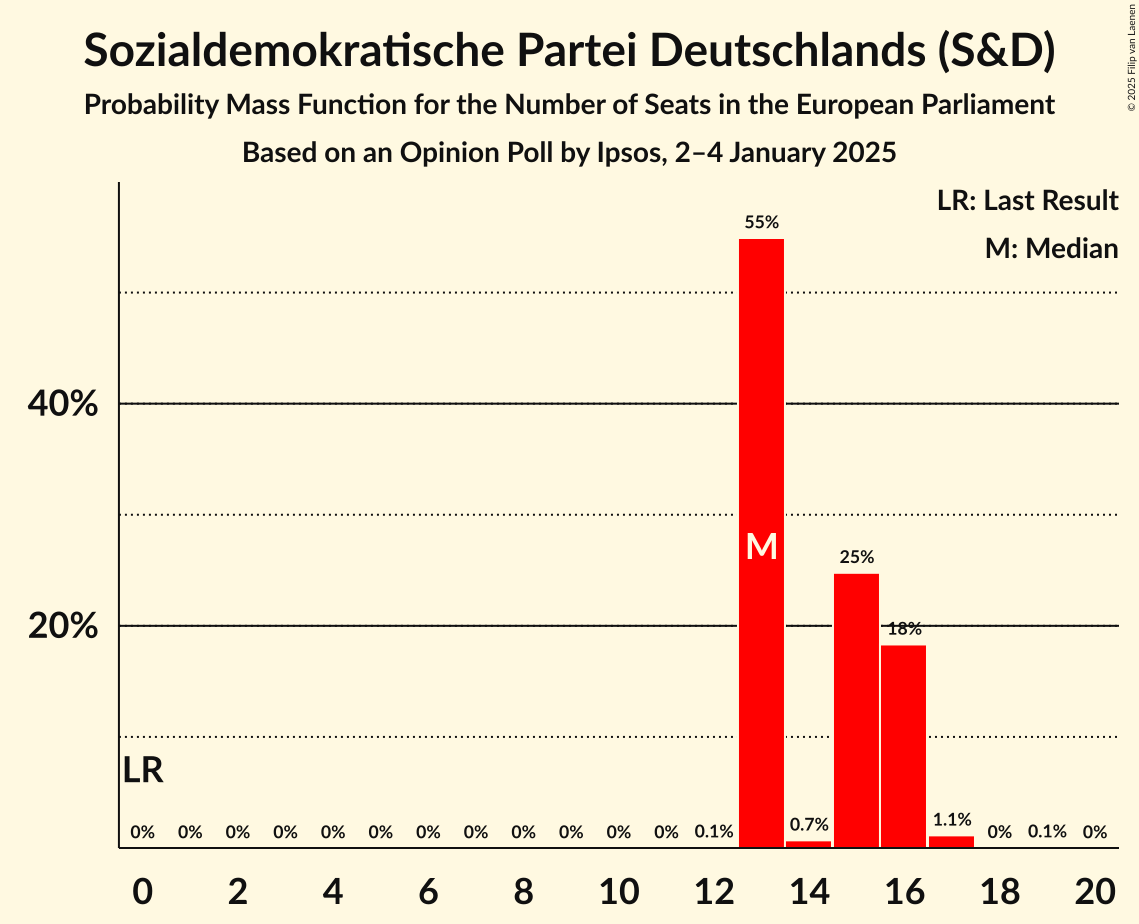 Sozialdemokratische Partei Deutschlands (S&D)
Probability Mass Function for the Number of Seats in the European Parliament
Based on an Opinion Poll by Ipsos, 2–4 January 2025
© 2025 Filip van Laenen
LR: Last Result
M: Median
55%
40%
M
25%
20%
18%
LR
0% 0% 0% 0% 0% 0% 0% 0% 0% 0% 0% 0% 0.1% 0.7% 1.1% 0% 0.1% 0%
0 2 4 6 8 10 12 14 16 18 20